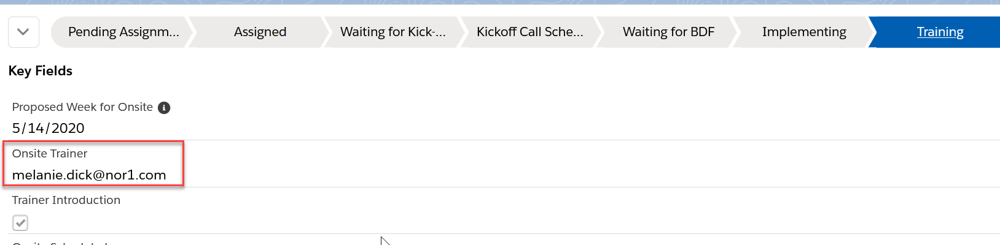 Pending Assignm... Assigned Waiting for Kick-... Kickoff Call Sche... Waiting for BDF Implementing Training
Key Fields
Proposed Week for Onsite
5/14/2020
Onsite Trainer
melanie.dick@nor1.com
Trainer Introduction